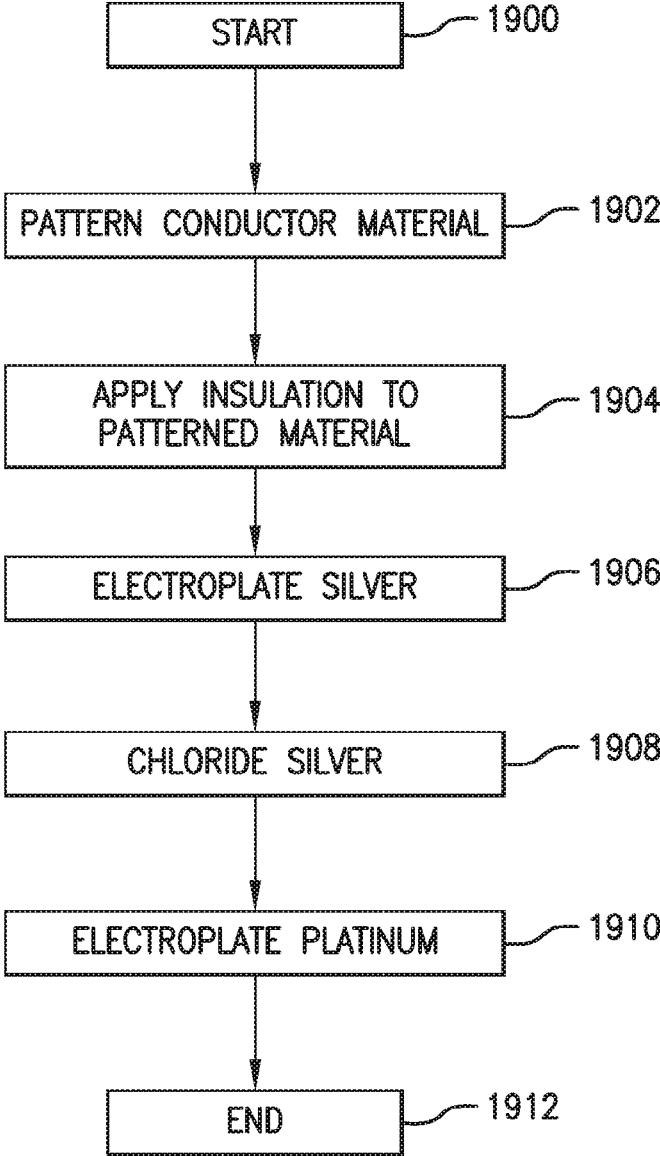 START
1900
PATTERN CONDUCTOR MATERIAL
1902
APPLY INSULATION TO
PATTERNED MATERIAL
1904
ELECTROPLATE SILVER
1906
CHLORIDE SILVER
1908
ELECTROPLATE PLATINUM
1910
END
1912